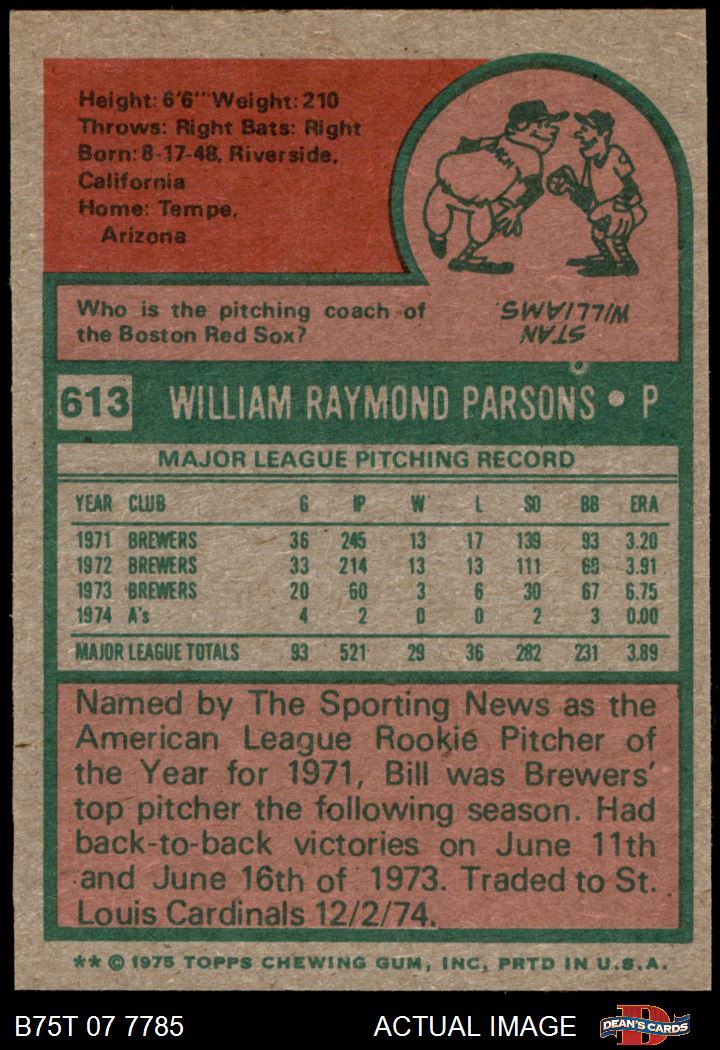 Height: 6'6" Weight: 210
Throws: Right Bats: Right
Born: 8-17-48, Riverside,
California
Home: Tempe,
Arizona
Who is the pitching coach of
the Boston Red Sox?
STAN
WILLIAMS.
613 WILLIAM RAYMOND PARSONS • P
MAJOR LEAGUE PITCHING RECORD
YEAR CLUB G IP W L SO BB ERA
1971 BREWERS 36 245 13 17 139 93 3.20
1972 BREWERS 33 214 13 13 111 68 3.91
1973 BREWERS 20 60 3 6 30 67 6.75
1974 A's 4 2 0 0 2 3 0.00
MAJOR LEAGUE TOTALS 93 521 29 36 282 231 3.89
Named by The Sporting News as the
American League Rookie Pitcher of
the Year for 1971, Bill was Brewers'
top pitcher the following season. Had
back-to-back victories on June 11th
and June 16th of 1973. Traded to St.
Louis Cardinals 12/2/74.
** © 1975 TOPPS CHEWING GUM, INC, PRTD IN U.S.A.
B75T 07 7785 ACTUAL IMAGE DEAN'S CARDS